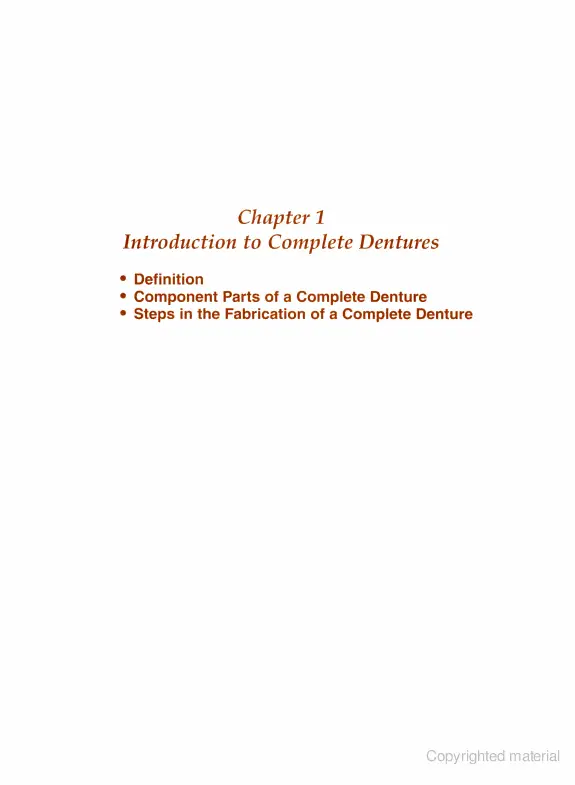 Chapter 1
Introduction to Complete Dentures
• Definition
• Component Parts of a Complete Denture
• Steps in the Fabrication of a Complete Denture
Copyrighted material